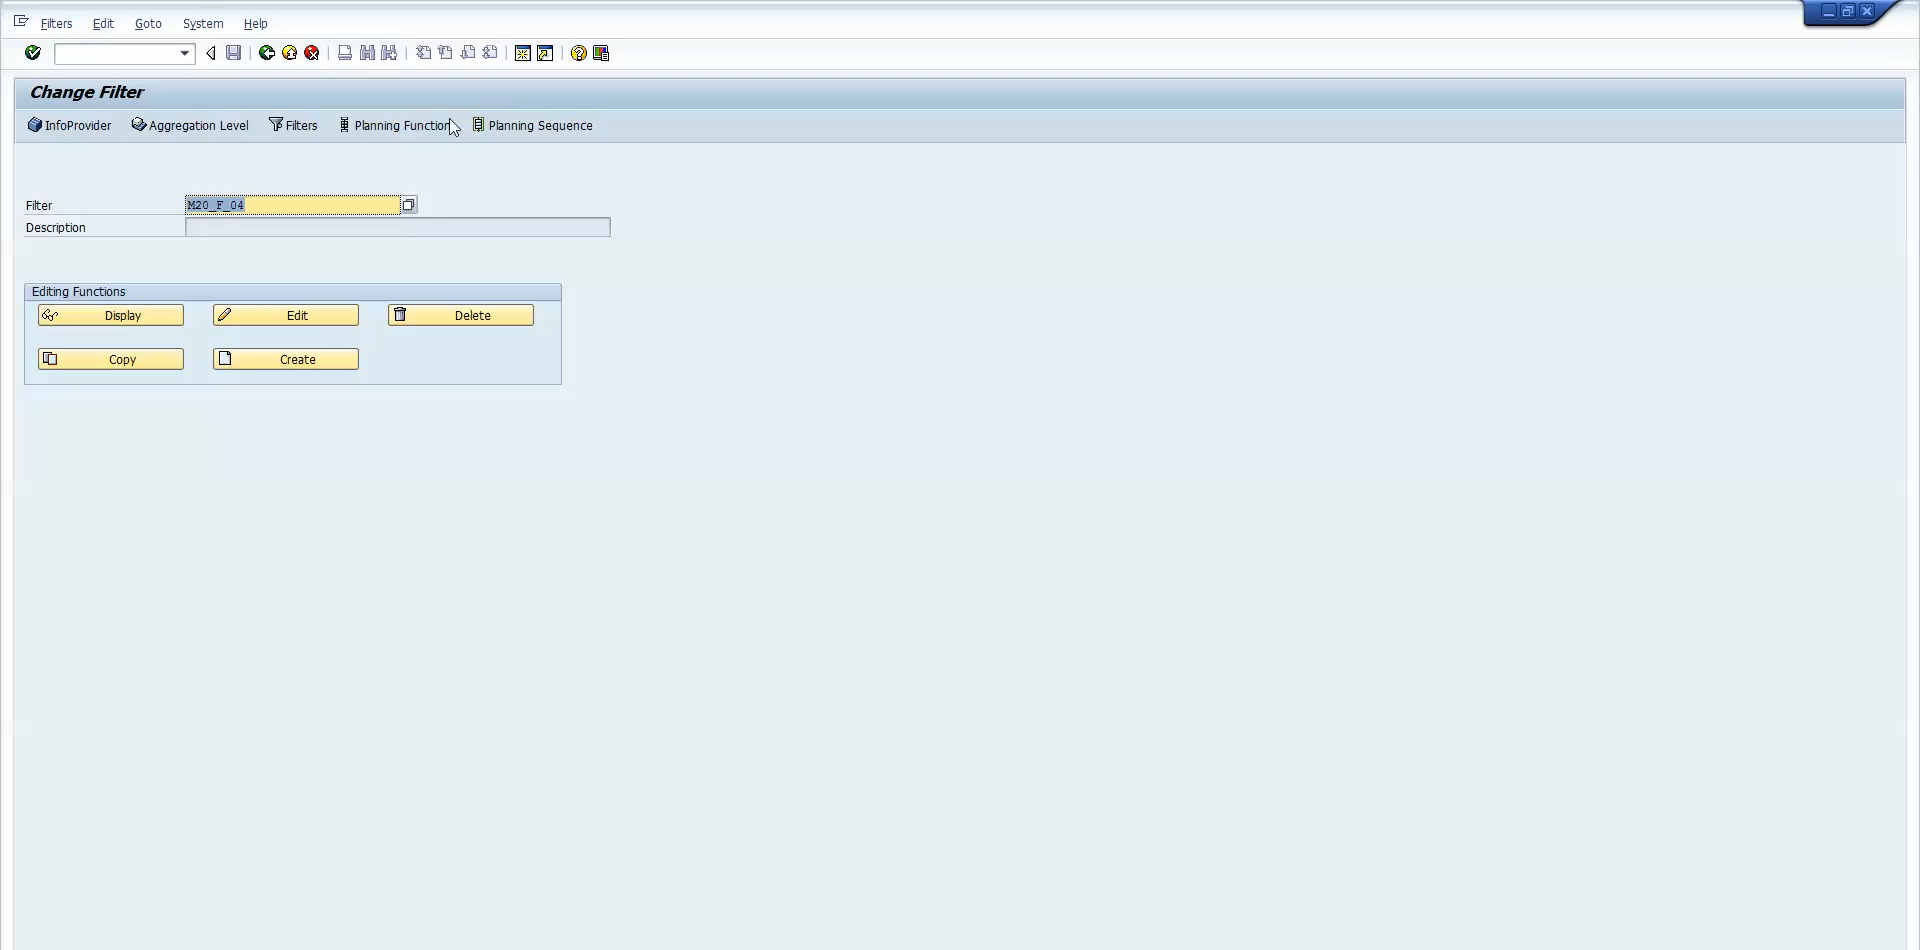 Filters Edit Goto System Help
Change Filter
InfoProvider Aggregation Level Filters Planning Function Planning Sequence
Filter M20_F_04
Description
Editing Functions
Display Edit Delete
Copy Create